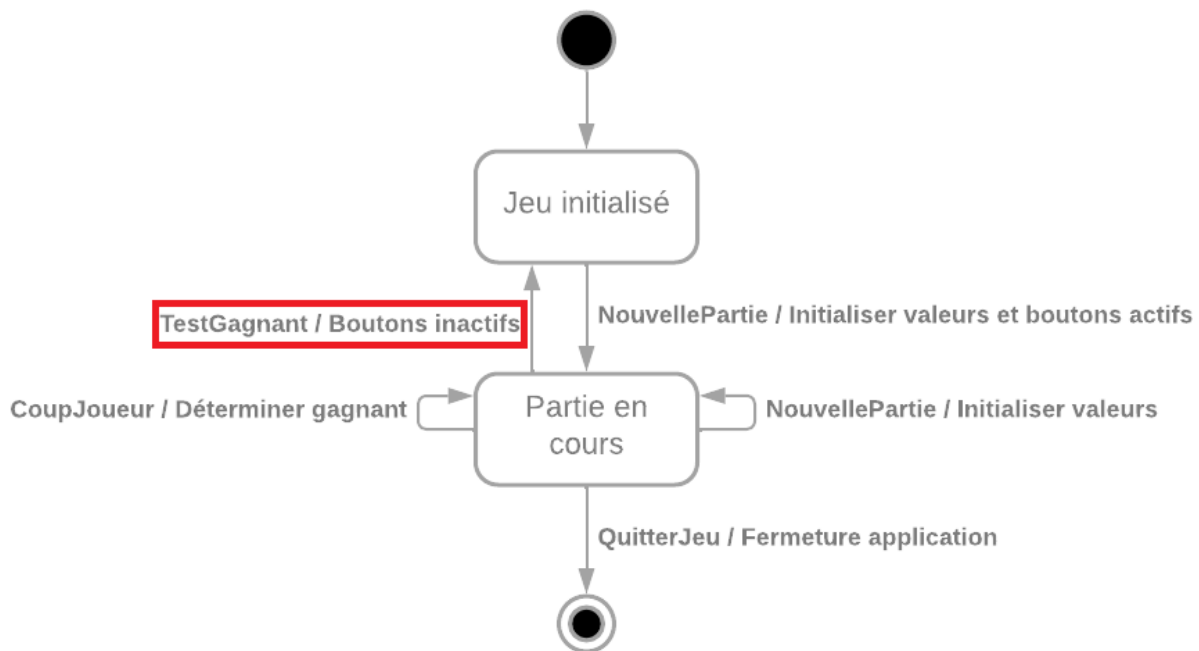 Jeu initialisé
TestGagnant / Boutons inactifs
NouvellePartie / Initialiser valeurs et boutons actifs
CoupJoueur / Déterminer gagnant
Partie en
cours
NouvellePartie / Initialiser valeurs
QuitterJeu / Fermeture application